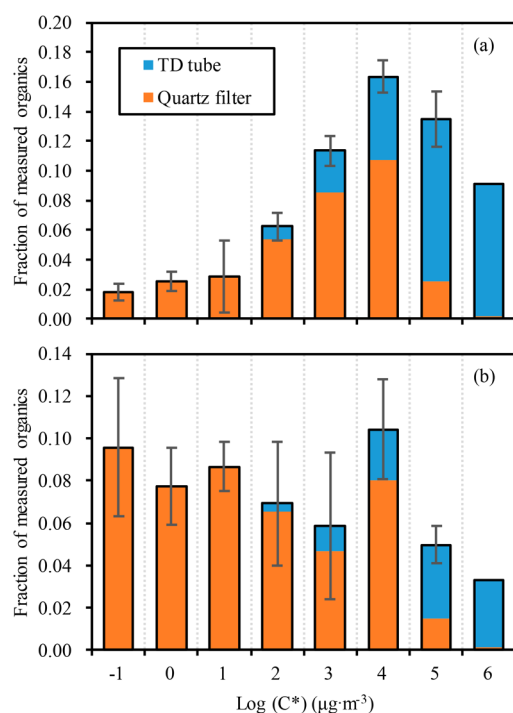 0.20
0.18
0.16
0.14
0.12
0.10
0.08
0.06
0.04
0.02
0.00
Fraction of measured organics
TD tube
Quartz filter
(a)
0.14
0.12
0.10
0.08
0.06
0.04
0.02
0.00
Fraction of measured organics
(b)
-1 0 1 2 3 4 5 6
Log (C*) (μg·m-3)